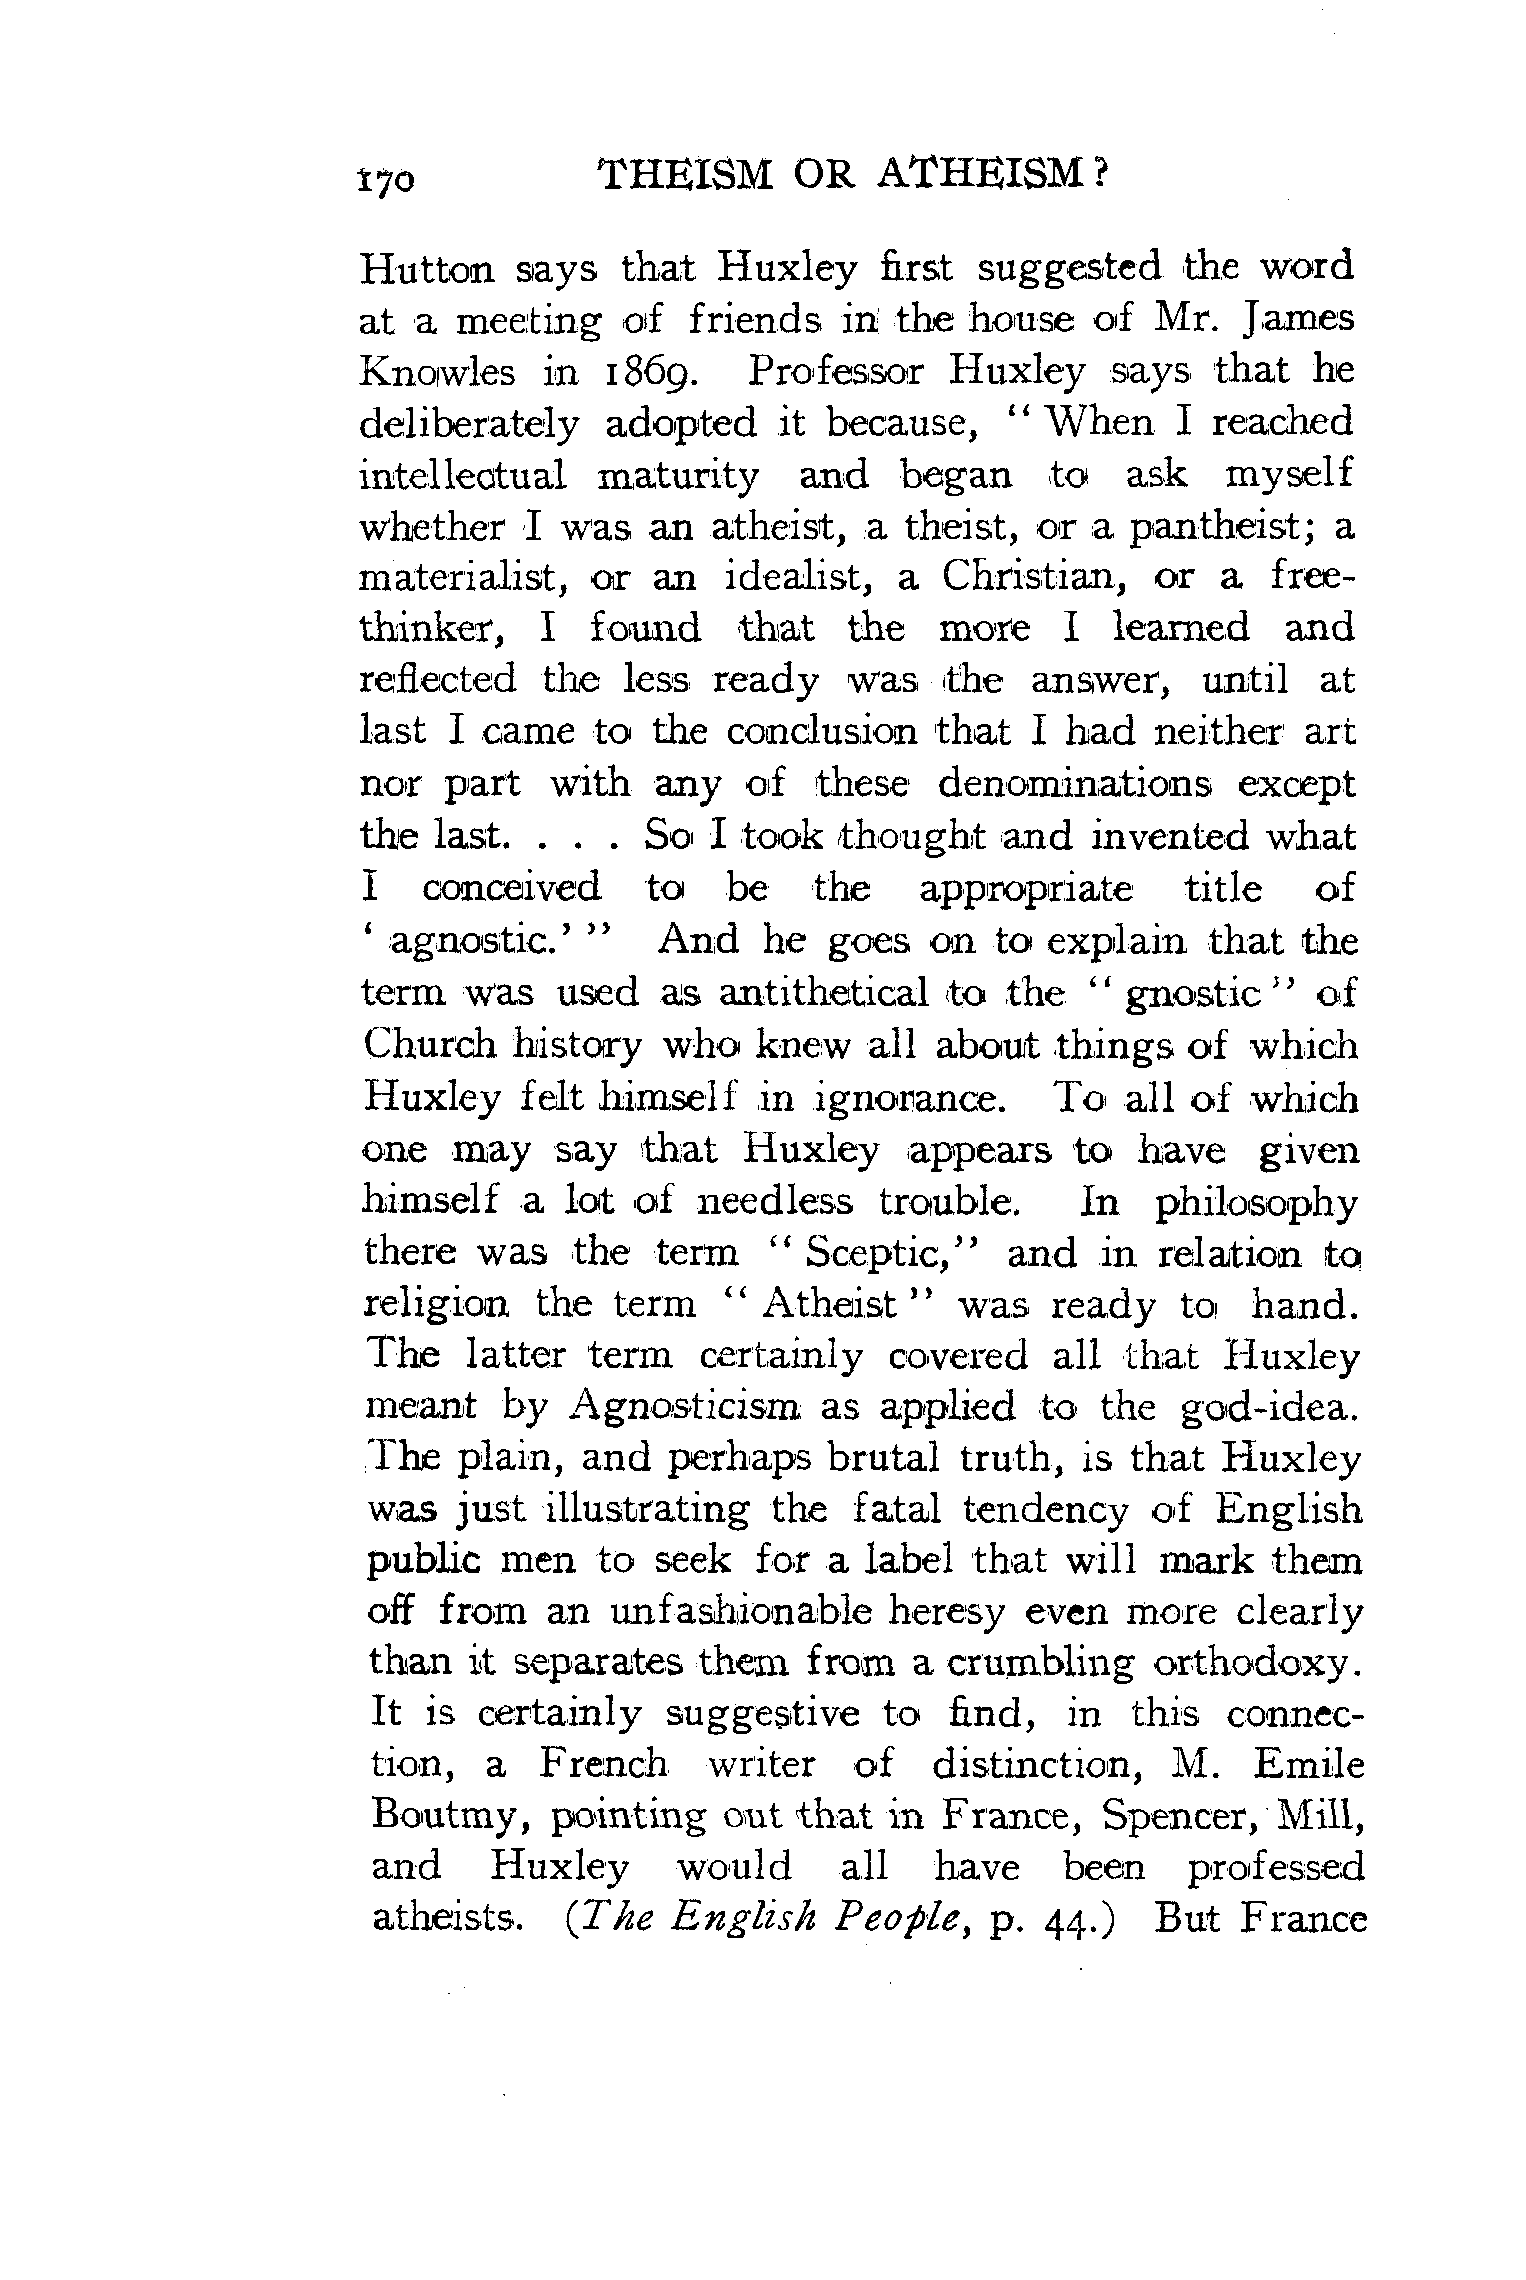 170 THEISM OR ATHEISM?
Hutton says that Huxley first suggested the word
at a meeting of friends in the house of Mr. James
Knowles in 1869. Professor Huxley says that he
deliberately adopted it because, " When I reached
intellectual maturity and began to ask myself
whether I was an atheist, a theist, or a pantheist; a
materialist, or an idealist, a Christian, or a free-
thinker, I found that the more I learned and
reflected the less ready was the answer, until at
last I came to the conclusion that I had neither art
nor part with any of these denominations except
the last. . . . So I took thought and invented what
I conceived to be the appropriate title of
' agnostic.' " And he goes on to explain that the
term was used as antithetical to the " gnostic " of
Church history who knew all about things of which
Huxley felt himself in ignorance. To all of which
one may say that Huxley appears to have given
himself a lot of needless trouble. In philosophy
there was the term " Sceptic," and in relation to
religion the term " Atheist " was ready to hand.
The latter term certainly covered all that Huxley
meant by Agnosticism as applied to the god-idea.
The plain, and perhaps brutal truth, is that Huxley
was just illustrating the fatal tendency of English
public men to seek for a label that will mark them
off from an unfashionable heresy even more clearly
than it separates them from a crumbling orthodoxy.
It is certainly suggestive to find, in this connec-
tion, a French writer of distinction, M. Emile
Boutmy, pointing out that in France, Spencer, Mill,
and Huxley would all have been professed
atheists. (The English People, p. 44.) But France